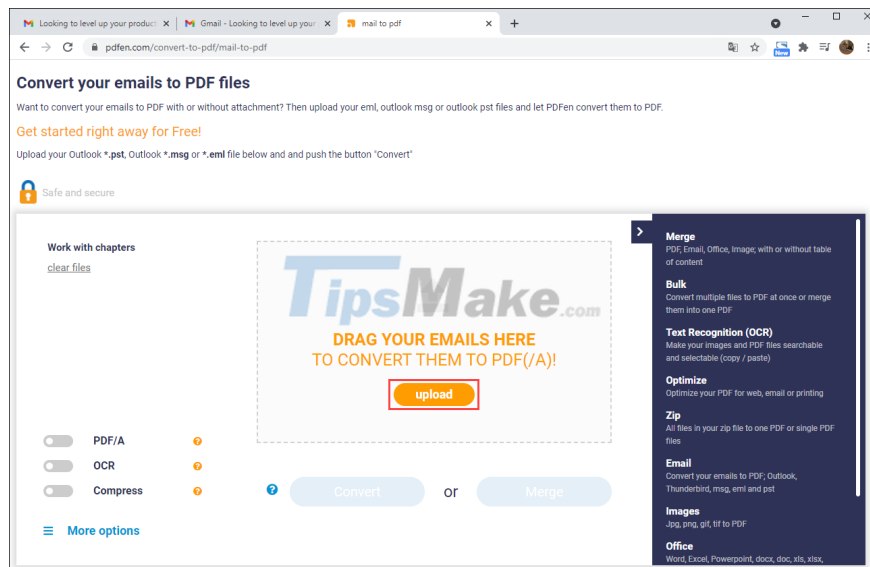 Looking to level up your product
Gmail - Looking to level up your
mail to pdf
pdfen.com/convert-to-pdf/mail-to-pdf
New
Convert your emails to PDF files
Want to convert your emails to PDF with or without attachment? Then upload your eml, outlook msg or outlook pst files and let PDFen convert them to PDF.
Get started right away for Free!
Upload your Outlook *.pst, Outlook *.msg or *.eml file below and and push the button "Convert"
Safe and secure
Work with chapters
clear files
TipsMake.com
DRAG YOUR EMAILS HERE
TO CONVERT THEM TO PDF(/A)!
upload
PDF/A
OCR
Compress
More options
Convert
or
Merge
Merge
PDF, Email, Office, Image; with or without table
of content
Bulk
Convert multiple files to PDF at once or merge
them into one PDF
Text Recognition (OCR)
Make your images and PDF files searchable
and selectable (copy / paste)
Optimize
Optimize your PDF for web, email or printing
Zip
All files in your zip file to one PDF or single PDF
files
Email
Convert your emails to PDF; Outlook,
Thunderbird, msg, eml and pst
Images
Jpg, png, gif, tif to PDF
Office
Word, Excel, Powerpoint, docx, doc, xls, xlsx,